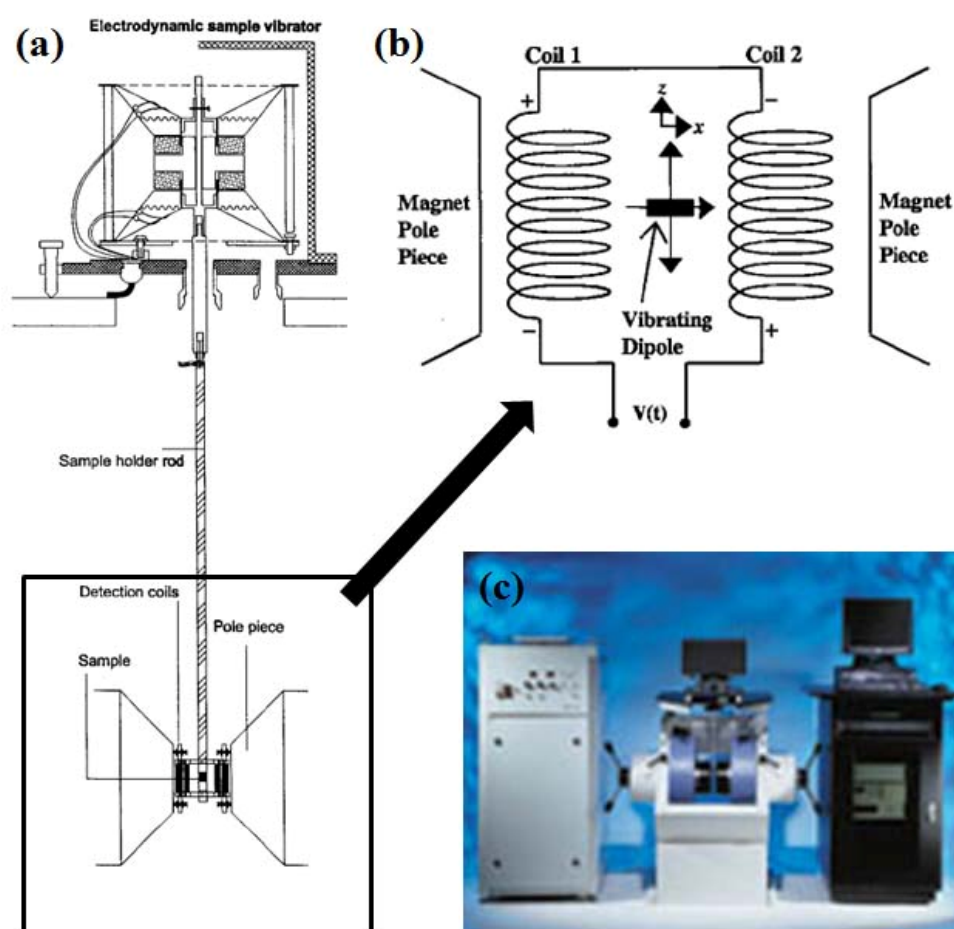 (a)
Electrodynamic sample vibrator
Sample holder rod
Detection coils
Pole piece
Sample
(b)
Coil 1
Coil 2
+
-
z
x
Magnet
Pole
Piece
Magnet
Pole
Piece
Vibrating
Dipole
-
+
V(t)
(c)